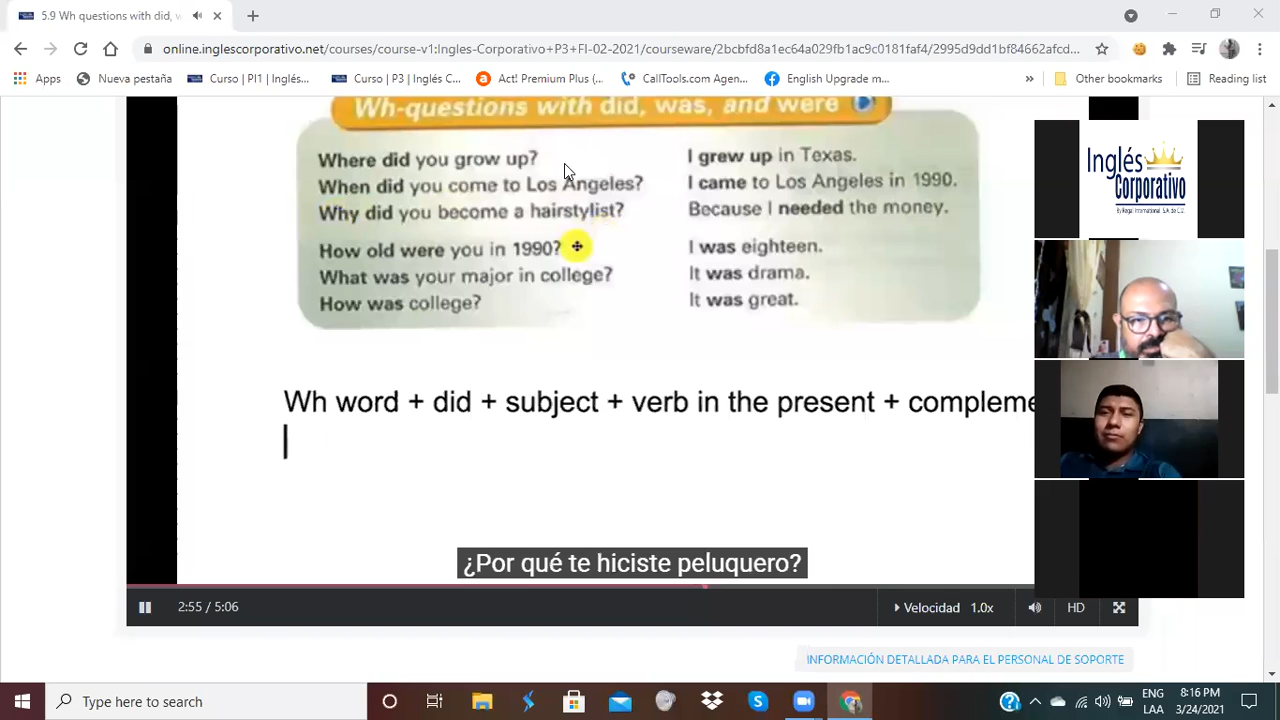 5.9 Wh questions with did, v
online.inglescorporativo.net/courses/course-v1:Ingles-Corporativo+P3+FI-02-2021/courseware/2bcbfd8a1ec64a029fb1ac9c0181faf4/2995d9dd1bf84662afcd...
Apps
Nueva pestaña
Curso | PI1 | Inglés...
Curso | P3 | Inglés C...
Act! Premium Plus (...
CallTools.com Agen...
English Upgrade m...
»
Other bookmarks
Reading list
Wh-questions with did, was, and were
Where did you grow up? I grew up in Texas.
When did you come to Los Angeles? I came to Los Angeles in 1990.
Why did you become a hairstylist? Because I needed the money.
How old were you in 1990? I was eighteen.
What was your major in college? It was drama.
How was college? It was great.
Wh word + did + subject + verb in the present + compleme
¿Por qué te hiciste peluquero?
2:55 / 5:06
Velocidad 1.0x
HD
INFORMACIÓN DETALLADA PARA EL PERSONAL DE SOPORTE
Inglés
Corporativo
By Regal International, S.A. de C.V.
Type here to search
ENG
LAA
8:16 PM
3/24/2021